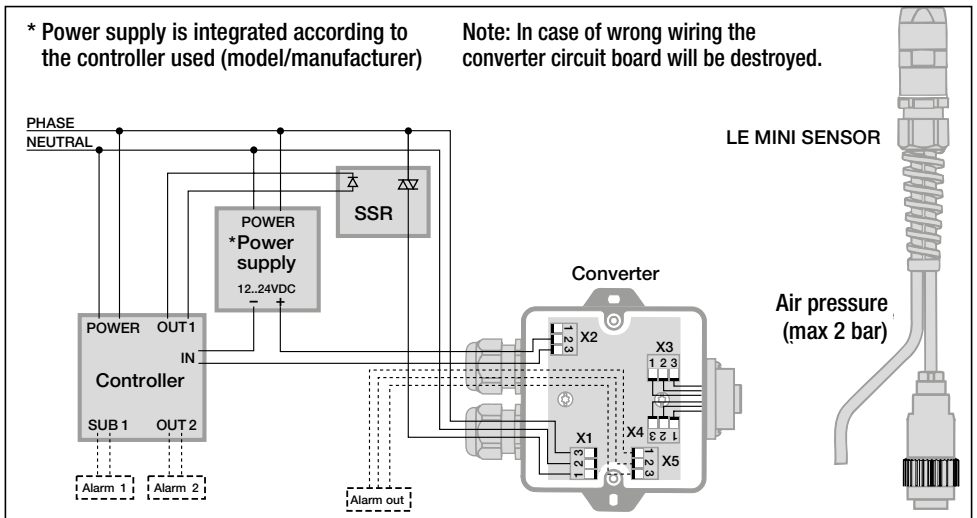 * Power supply is integrated according to
the controller used (model/manufacturer)
Note: In case of wrong wiring the
converter circuit board will be destroyed.
PHASE
NEUTRAL
LE MINI SENSOR
SSR
POWER
*Power
supply
12..24VDC
− +
Converter
Air pressure
(max 2 bar)
POWER OUT 1
IN
Controller
SUB 1 OUT 2
Alarm 1 Alarm 2
Alarm out
1
2
3
X2
X3
1 2 3
X4
3 2 1
X1
3
2
1
X5
1
2
3